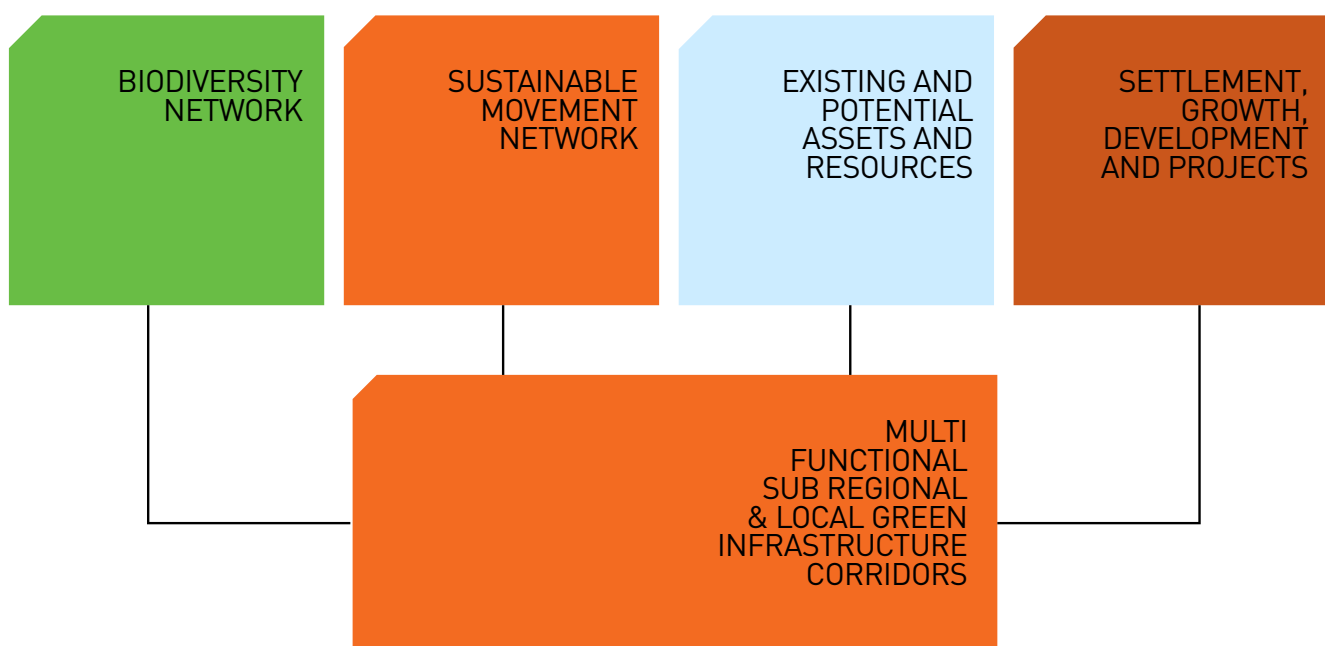 BIODIVERSITY
NETWORK
SUSTAINABLE
MOVEMENT
NETWORK
EXISTING AND
POTENTIAL
ASSETS AND
RESOURCES
SETTLEMENT,
GROWTH,
DEVELOPMENT
AND PROJECTS
MULTI
FUNCTIONAL
SUB REGIONAL
& LOCAL GREEN
INFRASTRUCTURE
CORRIDORS